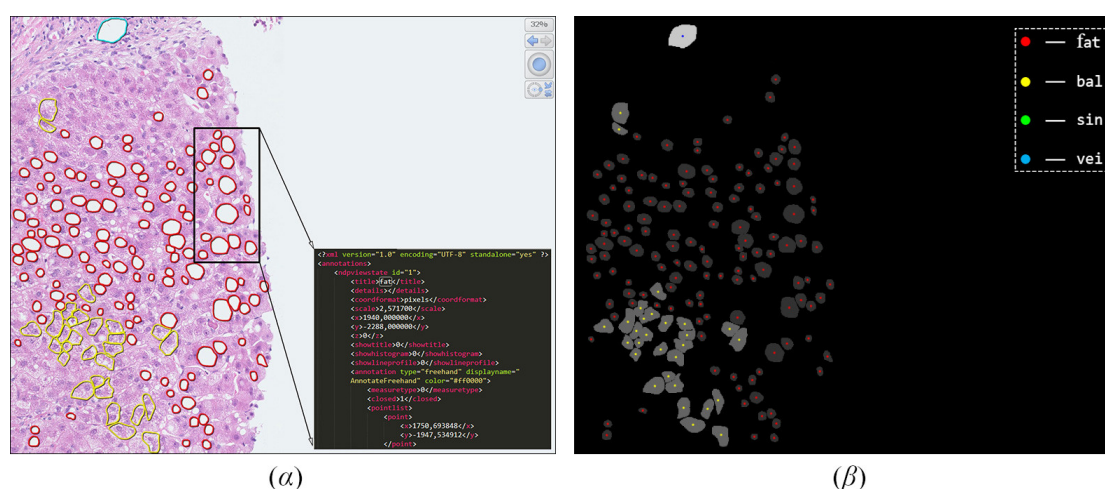 32%
<?xml version="1.0" encoding="UTF-8" standalone="yes" ?>
<annotations>
<ndpviewstate id="1">
<title>fat</title>
<details></details>
<coordformat>pixels</coordformat>
<scale>2,571700</scale>
<x>1940,000000</x>
<y>-2288,000000</y>
<z>0</z>
<showtitle>0</showtitle>
<showhistogram>0</showhistogram>
<showlineprofile>0</showlineprofile>
<annotation type="freehand" displayname="
AnnotateFreehand" color="#ff0000">
<measuretype>0</measuretype>
<closed>1</closed>
<pointlist>
<point>
<x>1750,693848</x>
<y>-1947,534912</y>
</point>
— fat
— bal
— sin
— vei
(α)
(β)